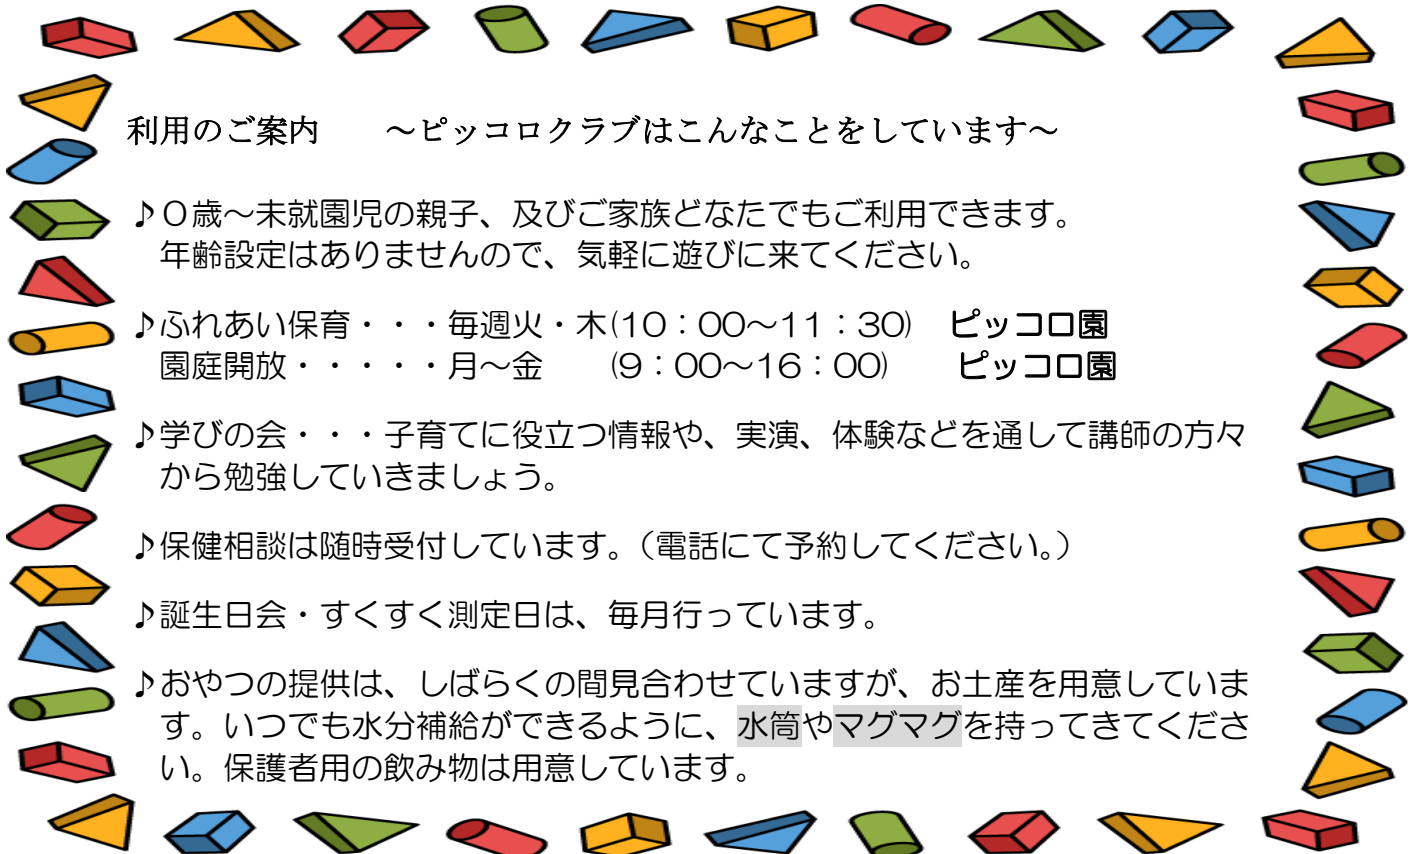 利用のご案内　　～ピッコロクラブはこんなことをしています～
♪０歳～未就園児の親子、及びご家族どなたでもご利用できます。
年齢設定はありませんので、気軽に遊びに来てください。
♪ふれあい保育・・・毎週火・木(10：00～11：30)　ピッコロ園
園庭開放・・・・・月～金　　(9：00～16：00)　　ピッコロ園
♪学びの会・・・子育てに役立つ情報や、実演、体験などを通して講師の方々
から勉強していきましょう。
♪保健相談は随時受付しています。（電話にて予約してください。）
♪誕生日会・すくすく測定日は、毎月行っています。
♪おやつの提供は、しばらくの間見合わせていますが、お土産を用意していま
す。いつでも水分補給ができるように、水筒やマグマグを持ってきてくださ
い。保護者用の飲み物は用意しています。